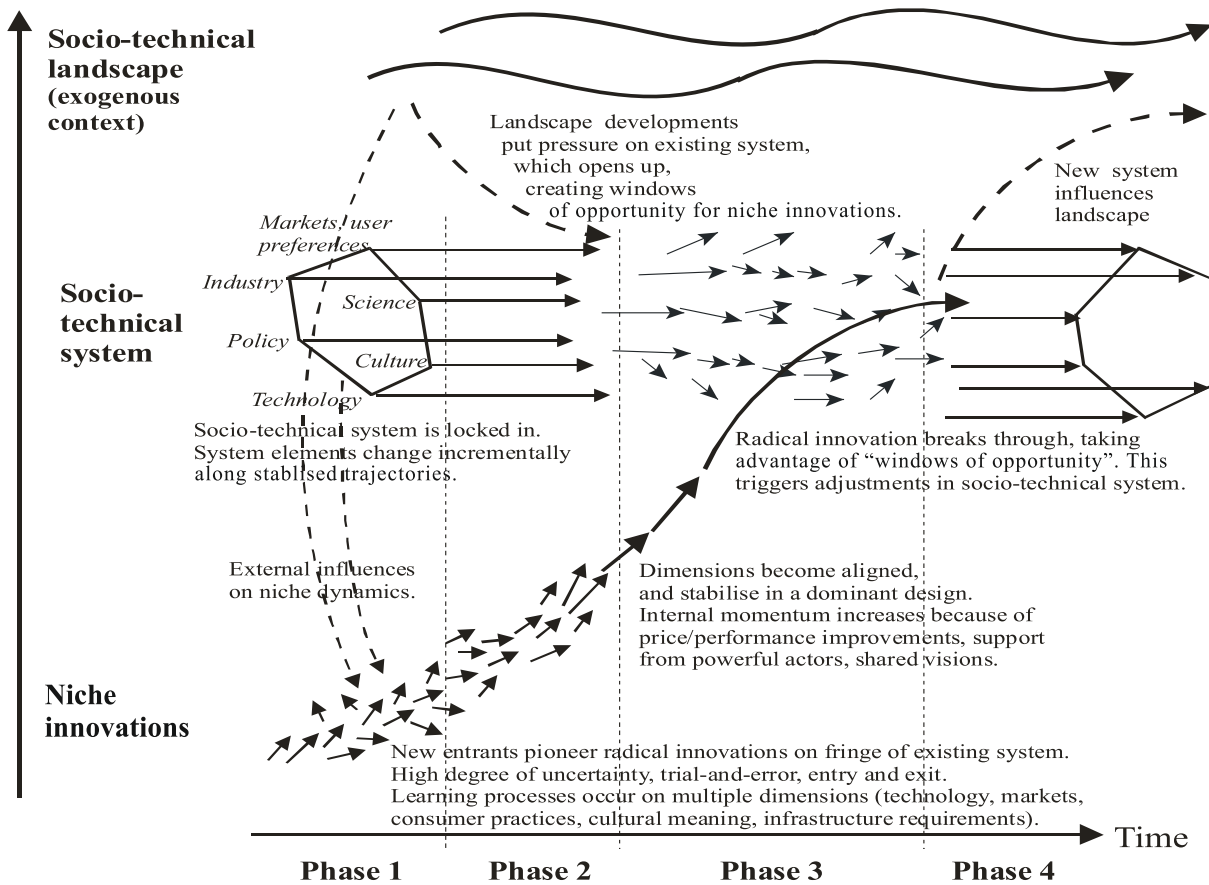 Socio-technical
landscape
(exogenous
context)
Landscape developments
put pressure on existing system,
which opens up,
creating windows
of opportunity for niche innovations.
New system
influences
landscape
Markets, user
preferences
Industry
Science
Policy
Culture
Technology
Socio-
technical
system
Socio-technical system is locked in.
System elements change incrementally
along stablised trajectories.
Radical innovation breaks through, taking
advantage of “windows of opportunity”. This
triggers adjustments in socio-technical system.
External influences
on niche dynamics.
Dimensions become aligned,
and stabilise in a dominant design.
Internal momentum increases because of
price/performance improvements, support
from powerful actors, shared visions.
Niche
innovations
New entrants pioneer radical innovations on fringe of existing system.
High degree of uncertainty, trial-and-error, entry and exit.
Learning processes occur on multiple dimensions (technology, markets,
consumer practices, cultural meaning, infrastructure requirements).
Time
Phase 1
Phase 2
Phase 3
Phase 4